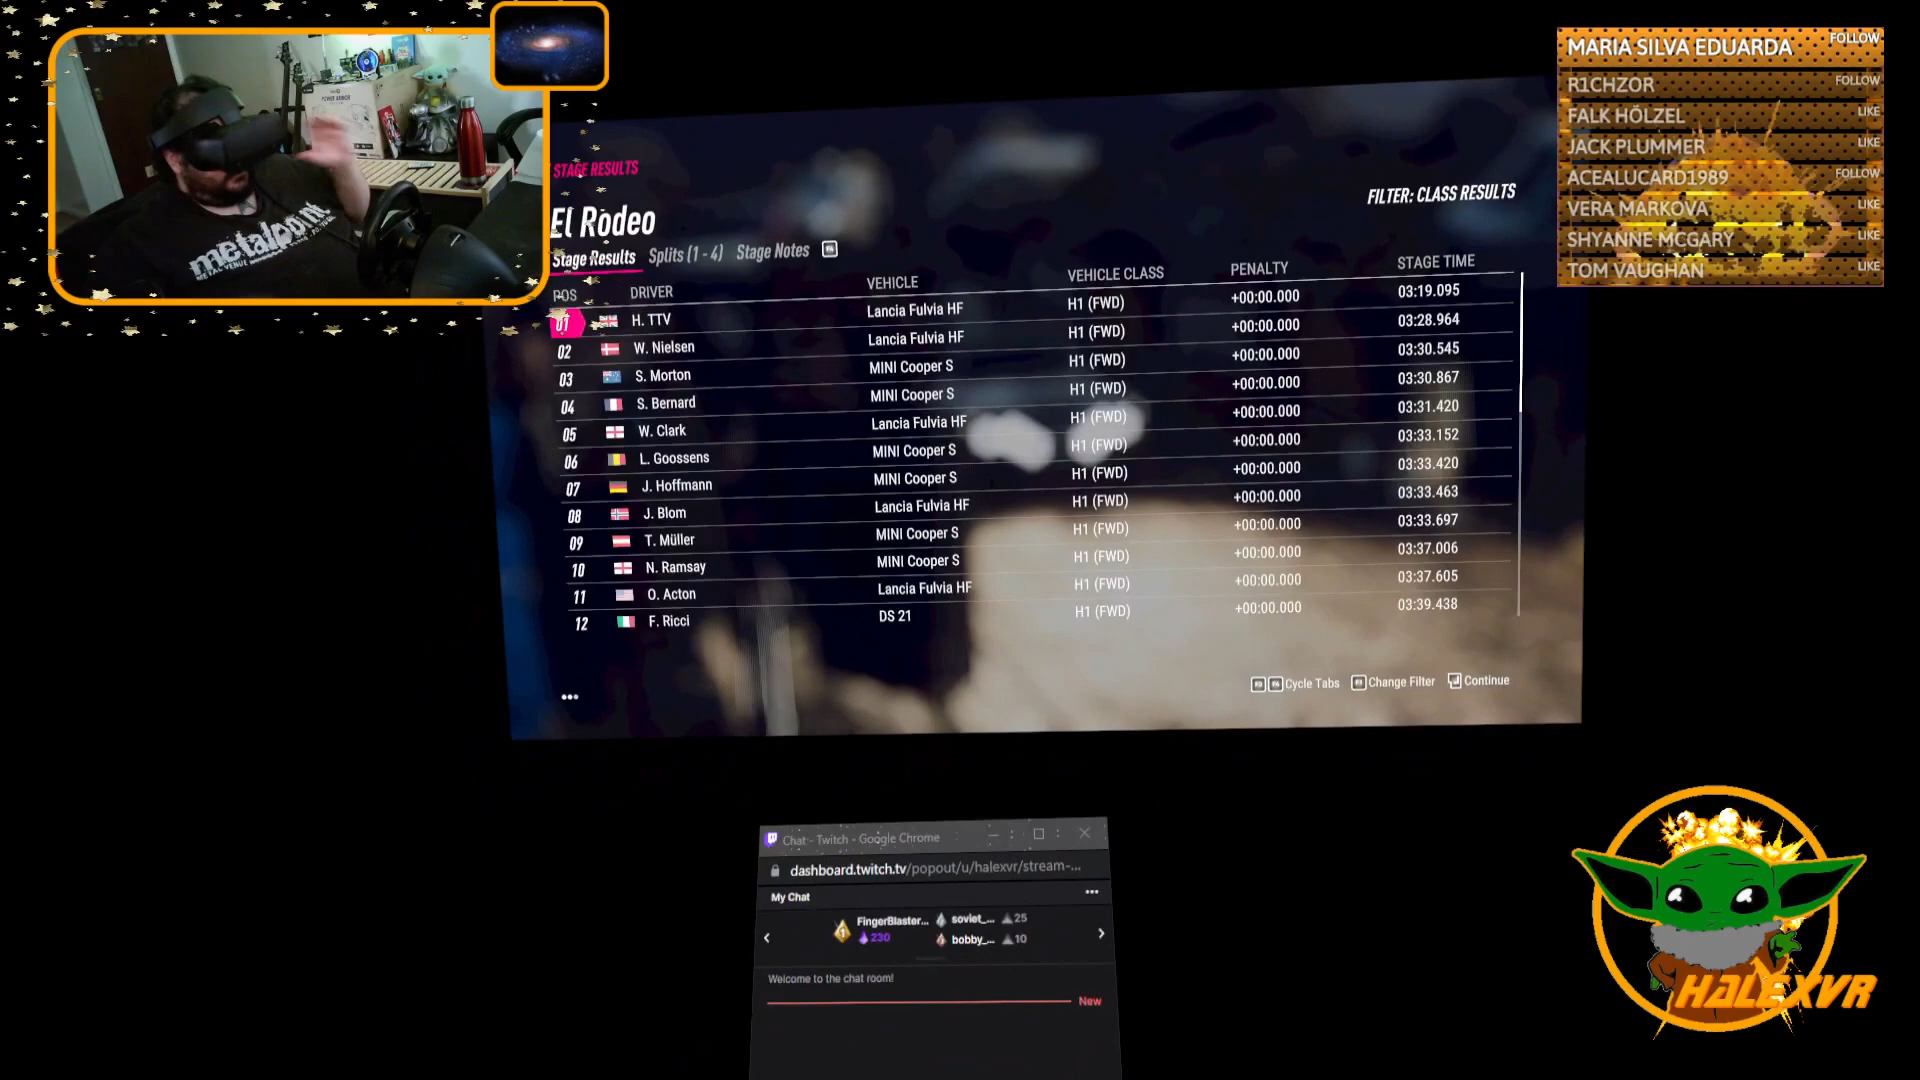 metalpoint
POWER ARMOR
STAGE RESULTS
El Rodeo
FILTER: CLASS RESULTS
Stage Results Splits (1 - 4) Stage Notes
POS DRIVER VEHICLE VEHICLE CLASS PENALTY STAGE TIME
01 H. TTV Lancia Fulvia HF H1 (FWD) +00:00.000 03:19.095
02 W. Nielsen Lancia Fulvia HF H1 (FWD) +00:00.000 03:28.964
03 S. Morton MINI Cooper S H1 (FWD) +00:00.000 03:30.545
04 S. Bernard MINI Cooper S H1 (FWD) +00:00.000 03:30.867
05 W. Clark Lancia Fulvia HF H1 (FWD) +00:00.000 03:31.420
06 L. Goossens MINI Cooper S H1 (FWD) +00:00.000 03:33.152
07 J. Hoffmann MINI Cooper S H1 (FWD) +00:00.000 03:33.420
08 J. Blom Lancia Fulvia HF H1 (FWD) +00:00.000 03:33.463
09 T. Müller MINI Cooper S H1 (FWD) +00:00.000 03:33.697
10 N. Ramsay MINI Cooper S H1 (FWD) +00:00.000 03:37.006
11 O. Acton Lancia Fulvia HF H1 (FWD) +00:00.000 03:37.605
12 F. Ricci DS 21 H1 (FWD) +00:00.000 03:39.438
Cycle Tabs Change Filter Continue
MARIA SILVA EDUARDA FOLLOW
R1CHZOR FOLLOW
FALK HÖLZEL LIKE
JACK PLUMMER LIKE
ACEALUCARD1989 FOLLOW
VERA MARKOVA LIKE
SHYANNE MCGARY LIKE
TOM VAUGHAN LIKE
Chat - Twitch - Google Chrome
dashboard.twitch.tv/popout/u/halexvr/stream-...
My Chat
1 FingerBlaster... soviet_... 25
230 bobby_... 10
Welcome to the chat room!
New
HALEXVR